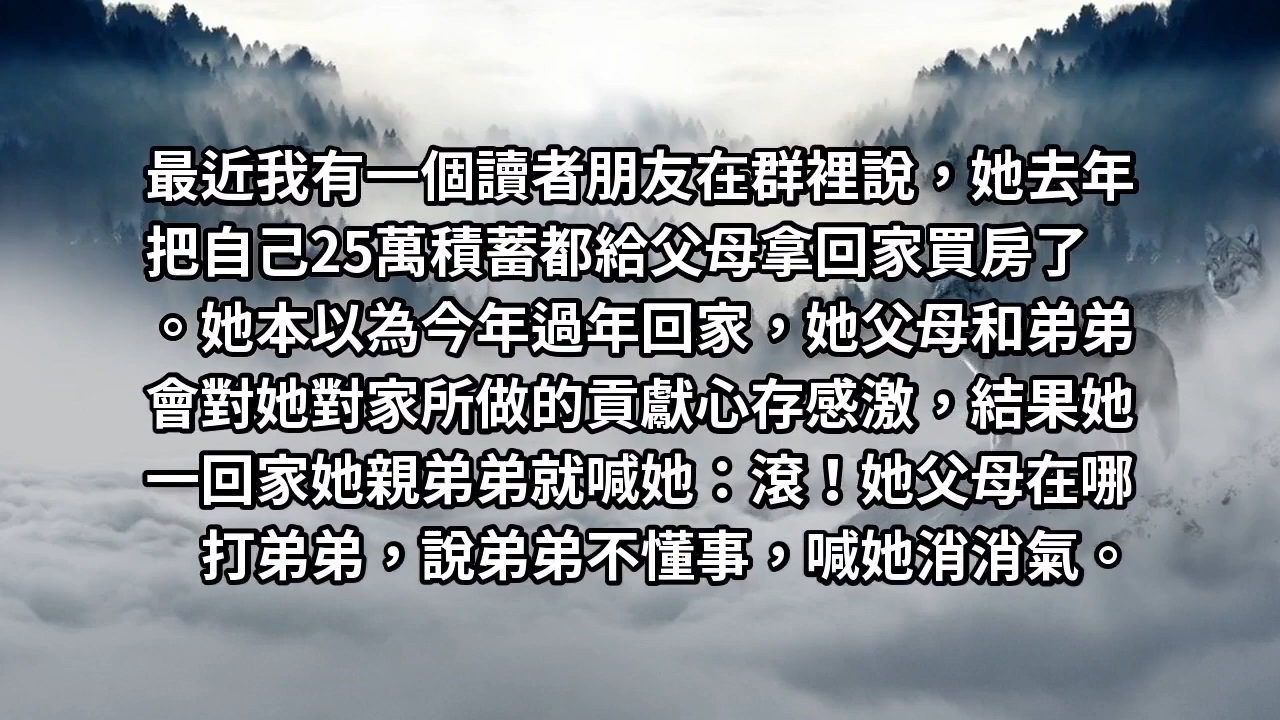 最近我有一個讀者朋友在群裡說，她去年
把自己25萬積蓄都給父母拿回家買房了
。她本以為今年過年回家，她父母和弟弟
會對她對家所做的貢獻心存感激，結果她
一回家她親弟弟就喊她：滾！她父母在哪
打弟弟，說弟弟不懂事，喊她消消氣。